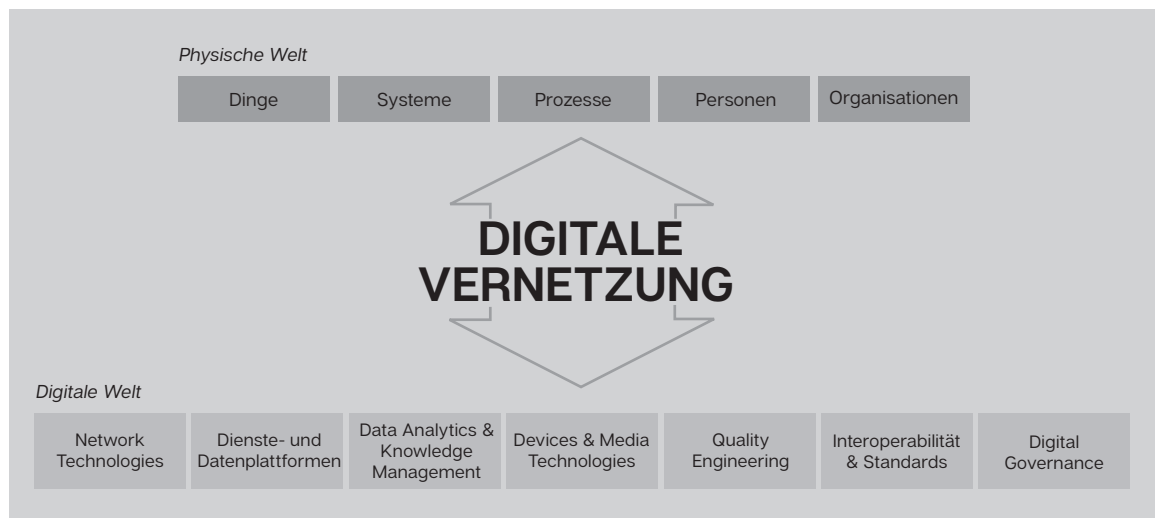 Physische Welt
Dinge
Systeme
Prozesse
Personen
Organisationen
DIGITALE
VERNETZUNG
Digitale Welt
Network
Technologies
Dienste- und
Datenplattformen
Data Analytics &
Knowledge
Management
Devices & Media
Technologies
Quality
Engineering
Interoperabilität
& Standards
Digital
Governance